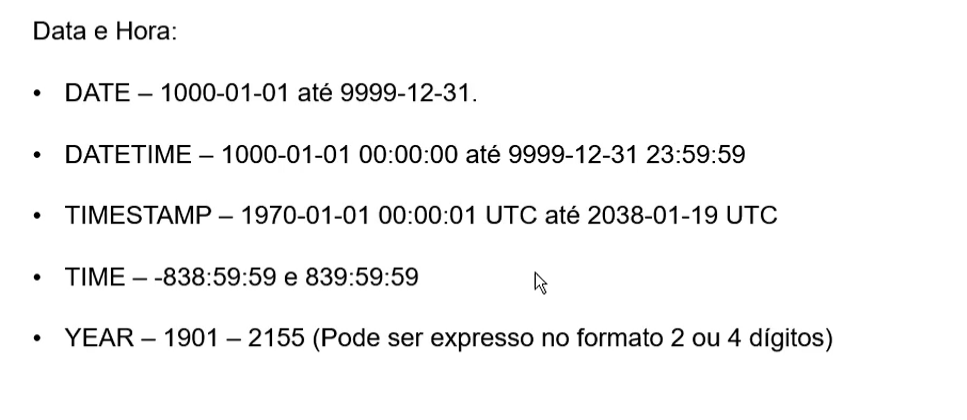 Data e Hora:
• DATE – 1000-01-01 até 9999-12-31.
• DATETIME – 1000-01-01 00:00:00 até 9999-12-31 23:59:59
• TIMESTAMP – 1970-01-01 00:00:01 UTC até 2038-01-19 UTC
• TIME – -838:59:59 e 839:59:59
• YEAR – 1901 – 2155 (Pode ser expresso no formato 2 ou 4 dígitos)